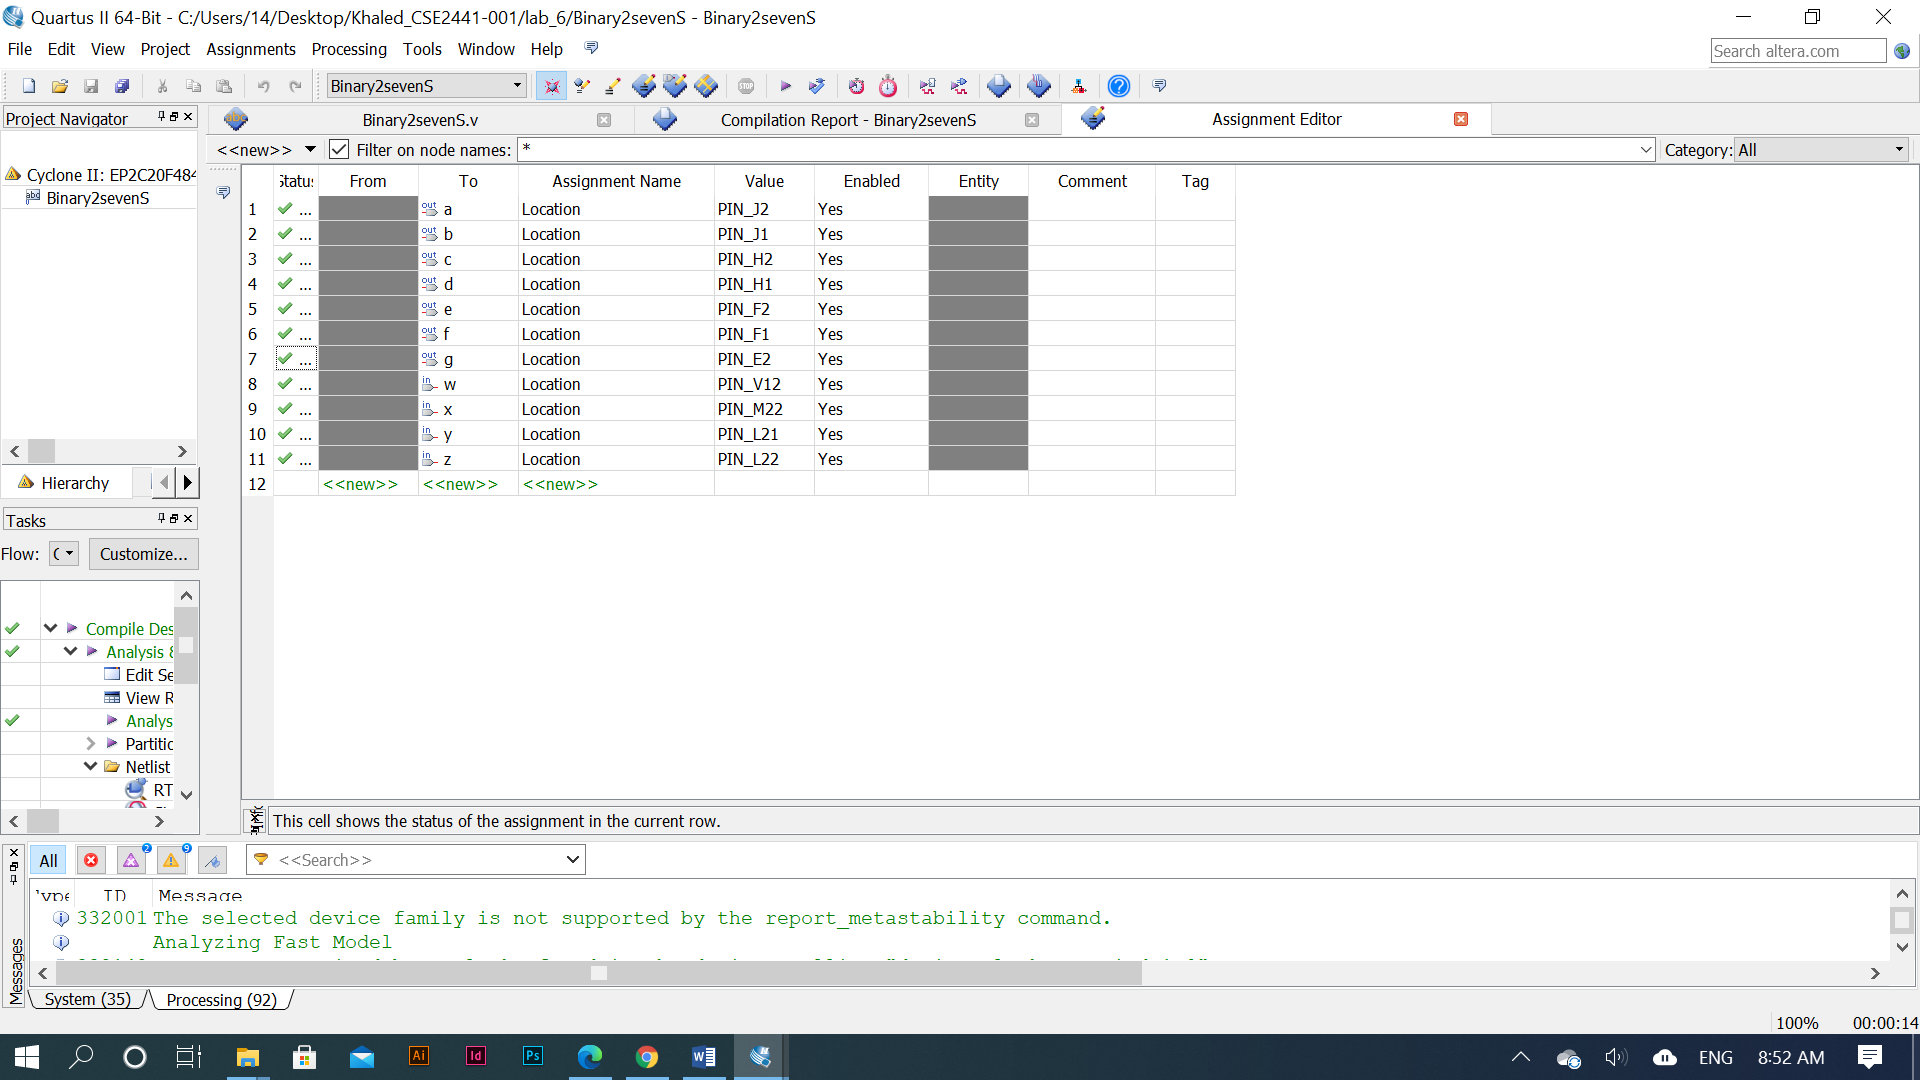 Quartus II 64-Bit - C:/Users/14/Desktop/Khaled_CSE2441-001/lab_6/Binary2sevenS - Binary2sevenS
File Edit View Project Assignments Processing Tools Window Help
Search altera.com
Binary2sevenS
STOP
Project Navigator
Binary2sevenS.v
Compilation Report - Binary2sevenS
Assignment Editor
<<new>> Filter on node names: * Category: All
Cyclone II: EP2C20F484
Binary2sevenS
Hierarchy
Status From To Assignment Name Value Enabled Entity Comment Tag
1 ... a Location PIN_J2 Yes
2 ... b Location PIN_J1 Yes
3 ... c Location PIN_H2 Yes
4 ... d Location PIN_H1 Yes
5 ... e Location PIN_F2 Yes
6 ... f Location PIN_F1 Yes
7 ... g Location PIN_E2 Yes
8 ... w Location PIN_V12 Yes
9 ... x Location PIN_M22 Yes
10 ... y Location PIN_L21 Yes
11 ... z Location PIN_L22 Yes
12 <<new>> <<new>> <<new>>
Tasks
Flow: Customize...
Compile Des
Analysis &
Edit Se
View R
Analys
Partitio
Netlist
RT
This cell shows the status of the assignment in the current row.
All 2 9 <<Search>>
Type ID Message
332001 The selected device family is not supported by the report_metastability command.
Analyzing Fast Model
Messages
System (35) Processing (92)
100% 00:00:14
Ai Id Ps ENG 8:52 AM